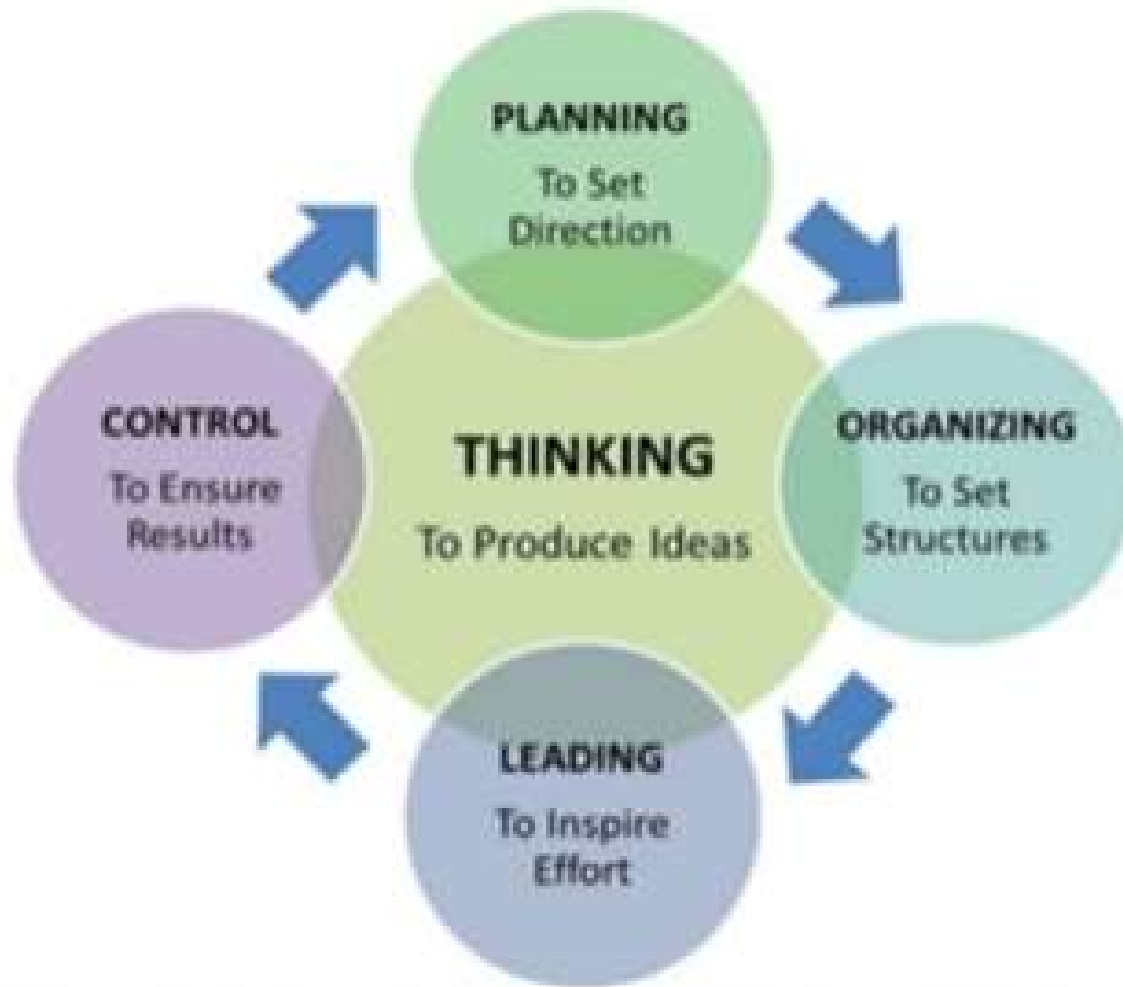 PLANNING
To Set
Direction
CONTROL
To Ensure
Results
THINKING
To Produce Ideas
ORGANIZING
To Set
Structures
LEADING
To Inspire
Effort